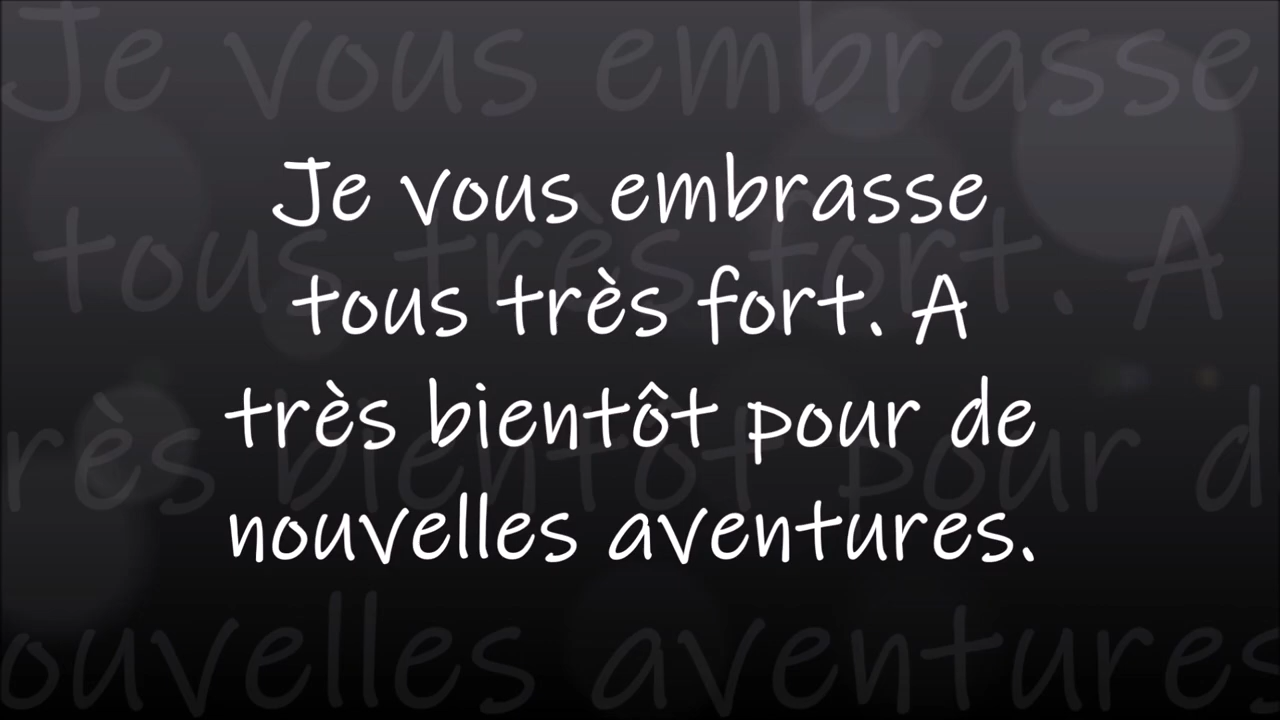 Je vous embrasse
tous très fort. A
très bientôt pour de
nouvelles aventures.